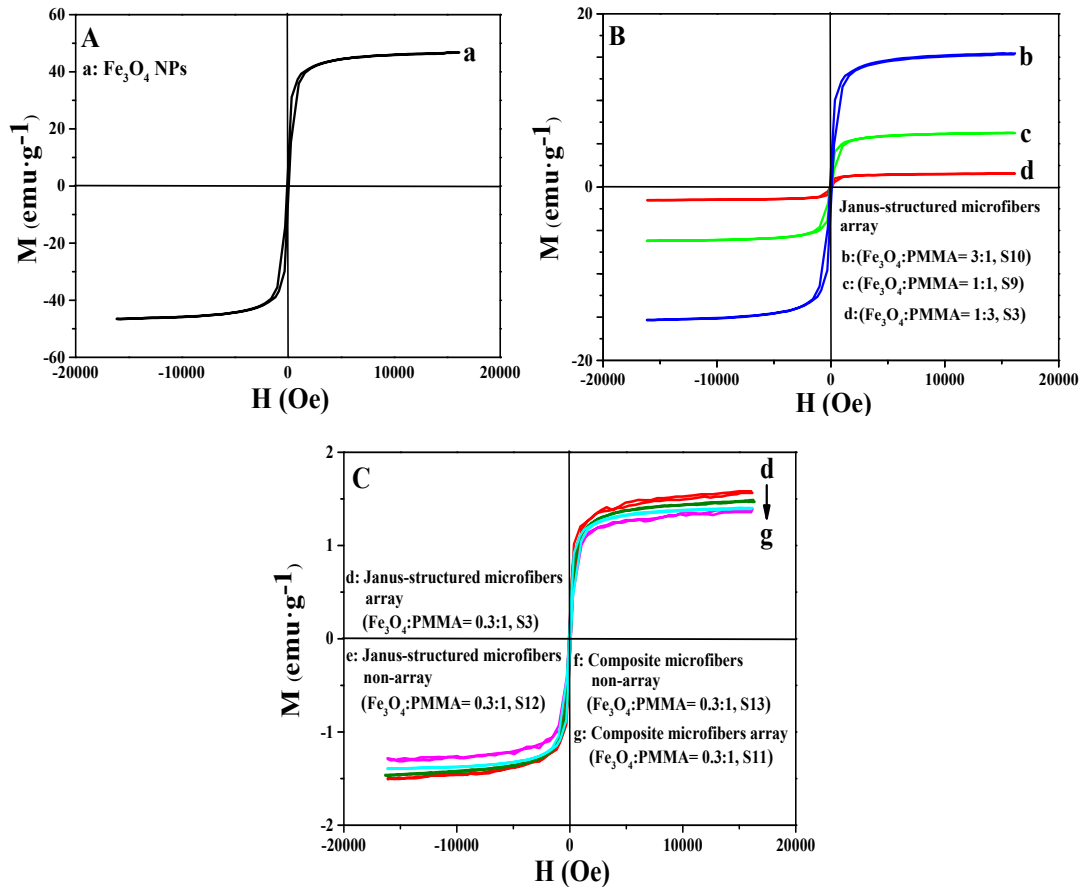 A
a: Fe₃O₄ NPs
a
M (emu·g⁻¹)
60
40
20
0
-20
-40
-60
-20000
-10000
0
10000
20000
H (Oe)
B
b
c
d
M (emu·g⁻¹)
20
0
-20
Janus-structured microfibers
array
b:(Fe₃O₄:PMMA= 3:1, S10)
c:(Fe₃O₄:PMMA= 1:1, S9)
d:(Fe₃O₄:PMMA= 1:3, S3)
-20000
-10000
0
10000
20000
H (Oe)
C
d
g
M (emu·g⁻¹)
2
1
0
-1
-2
d: Janus-structured microfibers
array
(Fe₃O₄:PMMA= 0.3:1, S3)
e: Janus-structured microfibers
non-array
(Fe₃O₄:PMMA= 0.3:1, S12)
f: Composite microfibers
non-array
(Fe₃O₄:PMMA= 0.3:1, S13)
g: Composite microfibers array
(Fe₃O₄:PMMA= 0.3:1, S11)
-20000
-10000
0
10000
20000
H (Oe)